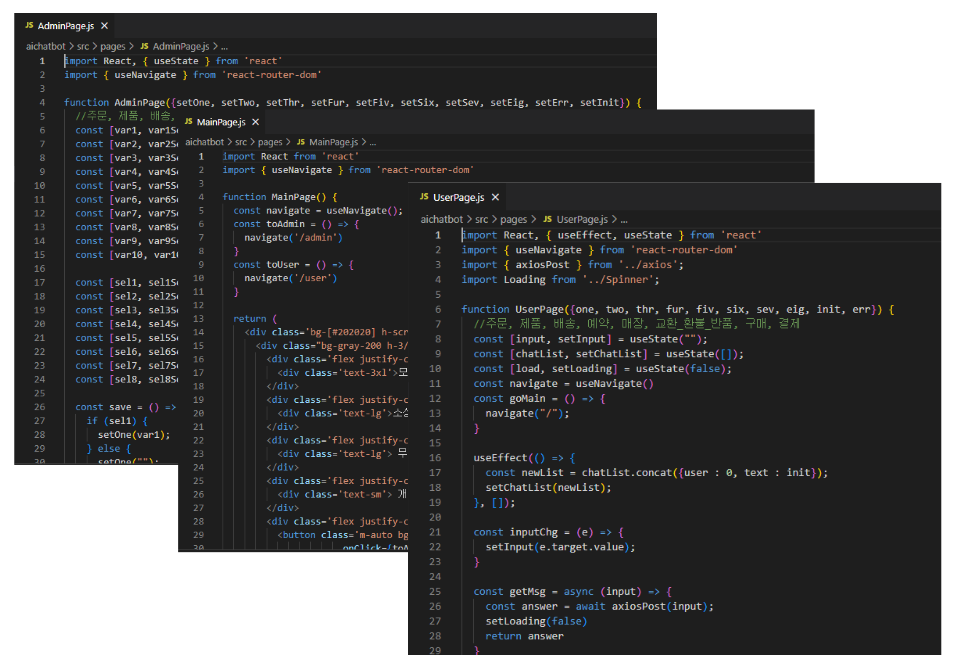 JS AdminPage.js ×
aichatbot > src > pages > JS AdminPage.js > ...
1 import React, { useState } from 'react'
2 import { useNavigate } from 'react-router-dom'
3
4 function AdminPage({setOne, setTwo, setThr, setFur, setFiv, setSix, setSev, setEig, setErr, setInit}) {
5 //주문, 제품, 배송,
6 const [var1, var1Se
7 const [var2, var2Se
8 const [var3, var3Se
9 const [var4, var4Se
10 const [var5, var5Se
11 const [var6, var6Se
12 const [var7, var7Se
13 const [var8, var8Se
14 const [var9, var9Se
15 const [var10, var10
16
17 const [sel1, sel1Se
18 const [sel2, sel2Se
19 const [sel3, sel3Se
20 const [sel4, sel4Se
21 const [sel5, sel5Se
22 const [sel6, sel6Se
23 const [sel7, sel7Se
24 const [sel8, sel8Se
25
26 const save = () =>
27 if (sel1) {
28 setOne(var1);
29 } else {
30 setOne("");
JS MainPage.js ×
aichatbot > src > pages > JS MainPage.js > ...
1 import React from 'react'
2 import { useNavigate } from 'react-router-dom'
3
4 function MainPage() {
5 const navigate = useNavigate();
6 const toAdmin = () => {
7 navigate('/admin')
8 }
9 const toUser = () => {
10 navigate('/user')
11 }
12
13 return (
14 <div class='bg-[#202020] h-scr
15 <div class="bg-gray-200 h-3/
16 <div class='flex justify-c
17 <div class='text-3xl'>모
18 </div>
19 <div class='flex justify-c
20 <div class='text-lg'>소
21 </div>
22 <div class='flex justify-c
23 <div class='text-lg'> 무
24 </div>
25 <div class='flex justify-c
26 <div class='text-sm'> 개
27 </div>
28 <div class='flex justify-c
29 <button class='m-auto bg
30 onClick={toA
JS UserPage.js ×
aichatbot > src > pages > JS UserPage.js > ...
1 import React, { useEffect, useState } from 'react'
2 import { useNavigate } from 'react-router-dom'
3 import { axiosPost } from '../axios';
4 import Loading from '../Spinner';
5
6 function UserPage({one, two, thr, fur, fiv, six, sev, eig, init, err}) {
7 //주문, 제품, 배송, 예약, 매장, 교환_환불_반품, 구매, 결제
8 const [input, setInput] = useState("");
9 const [chatList, setChatList] = useState([]);
10 const [load, setLoading] = useState(false);
11 const navigate = useNavigate()
12 const goMain = () => {
13 navigate("/");
14 }
15
16 useEffect(() => {
17 const newList = chatList.concat({user : 0, text : init});
18 setChatList(newList);
19 }, []);
20
21 const inputChg = (e) => {
22 setInput(e.target.value);
23 }
24
25 const getMsg = async (input) => {
26 const answer = await axiosPost(input);
27 setLoading(false)
28 return answer
29 }